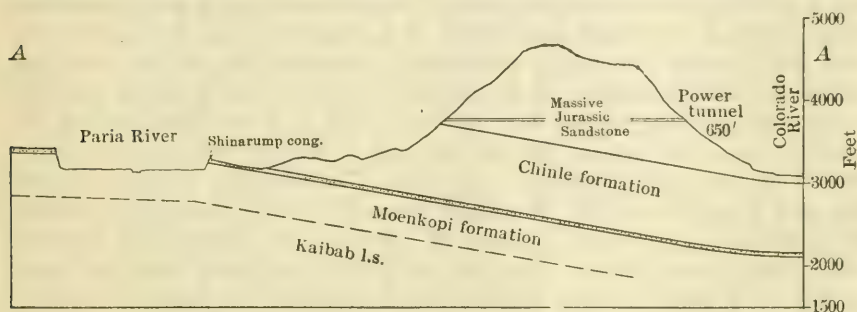 5000
A
A
4000
Massive
Jurassic
Sandstone
Power
tunnel
650'
Colorado
River
Feet
Paria River
Shinarump cong.
Chinle formation
3000
Moenkopi formation
Kaibab l.s.
2000
1500